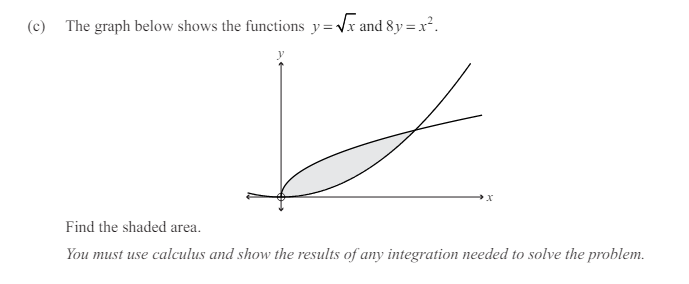 (c) The graph below shows the functions y = √x and 8y = x².
y
x
Find the shaded area.
You must use calculus and show the results of any integration needed to solve the problem.